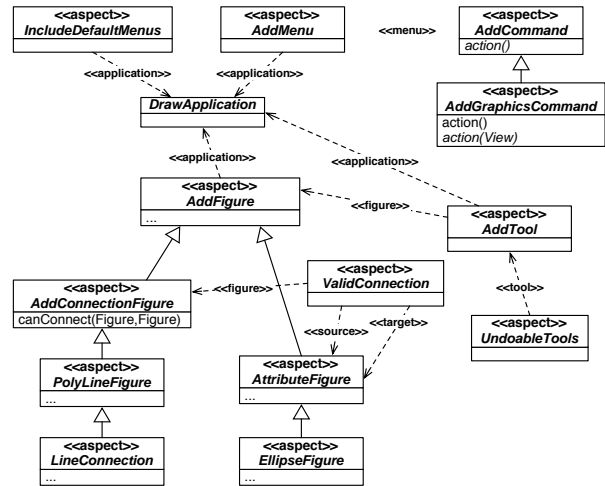 <<aspect>>
IncludeDefaultMenus
<<aspect>>
AddMenu
<<menu>>
<<aspect>>
AddCommand
action()
<<application>>
<<application>>
<<aspect>>
DrawApplication
<<aspect>>
AddGraphicsCommand
action()
action(View)
<<application>>
<<application>>
<<aspect>>
AddFigure
...
<<figure>>
<<aspect>>
AddTool
<<aspect>>
AddConnectionFigure
canConnect(Figure,Figure)
<<figure>>
<<aspect>>
ValidConnection
<<tool>>
<<source>>
<<target>>
<<aspect>>
UndoableTools
<<aspect>>
PolyLineFigure
...
<<aspect>>
AttributeFigure
...
<<aspect>>
LineConnection
...
<<aspect>>
EllipseFigure
...